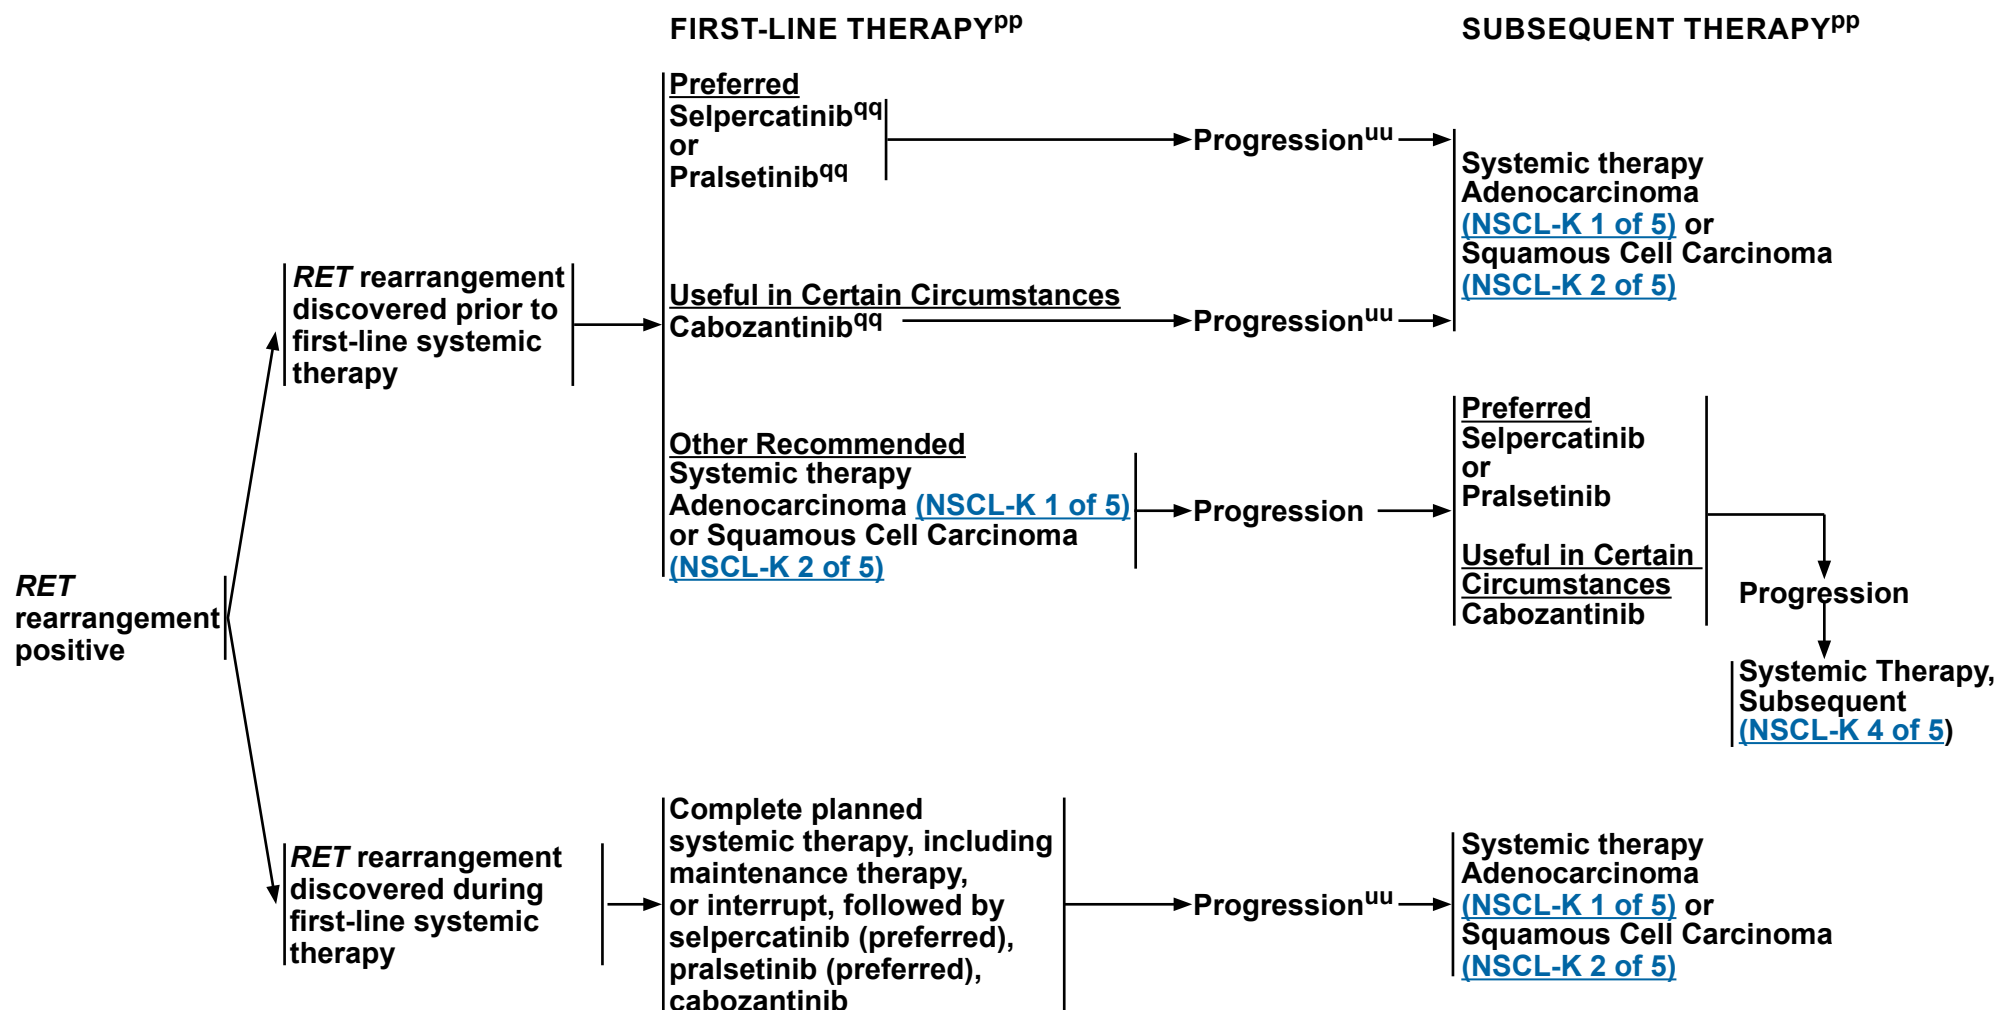 FIRST-LINE THERAPYpp
SUBSEQUENT THERAPYpp
RET
rearrangement
positive
RET rearrangement
discovered prior to
first-line systemic
therapy
Preferred
Selpercatinibqq
or
Pralsetinibqq
Progressionuu
Useful in Certain Circumstances
Cabozantinibqq
Progressionuu
Systemic therapy
Adenocarcinoma
(NSCL-K 1 of 5) or
Squamous Cell Carcinoma
(NSCL-K 2 of 5)
Other Recommended
Systemic therapy
Adenocarcinoma (NSCL-K 1 of 5)
or Squamous Cell Carcinoma
(NSCL-K 2 of 5)
Progression
Preferred
Selpercatinib
or
Pralsetinib
Useful in Certain
Circumstances
Cabozantinib
Progression
Systemic Therapy,
Subsequent
(NSCL-K 4 of 5)
RET rearrangement
discovered during
first-line systemic
therapy
Complete planned
systemic therapy, including
maintenance therapy,
or interrupt, followed by
selpercatinib (preferred),
pralsetinib (preferred),
cabozantinib
Progressionuu
Systemic therapy
Adenocarcinoma
(NSCL-K 1 of 5) or
Squamous Cell Carcinoma
(NSCL-K 2 of 5)